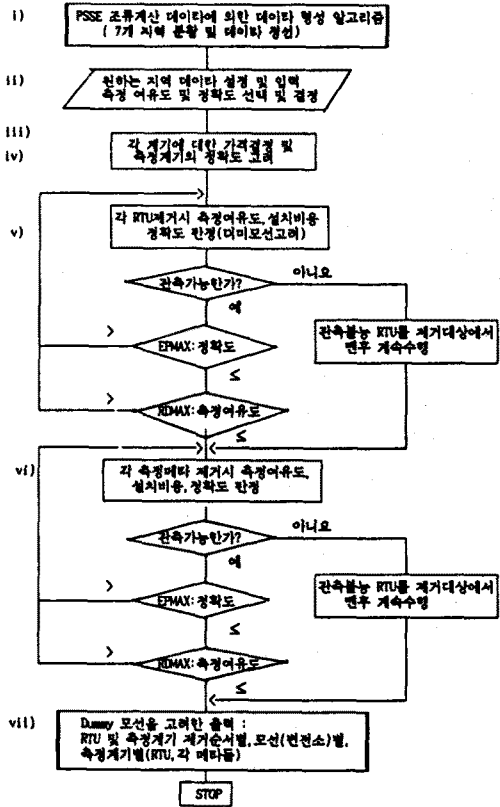 i)
PSSE 조류계산 데이타에 의한 데이타 형성 알고리즘
( 7개 지역 분할 및 데이타 정선)
ii)
원하는 지역 데이타 설정 및 입력
측정 여유도 및 정확도 선택 및 결정
iii)
각 계기에 대한 가격결정 및
iv)
측정계기의 정확도 고려
v)
각 RTU제거시 측정여유도,설치비용
정확도 판정(더미모선고려)
관측가능한가?
아니요
예
관측불능 RTU를 제거대상에서
뺀후 계속수행
>
EPMAX:정확도
≤
>
RDMAX:측정여유도
≤
vi)
각 측정메타 제거시 측정여유도,
설치비용,정확도 판정
관측가능한가?
아니요
예
관측불능 RTU를 제거대상에서
뺀후 계속수행
>
EPMAX:정확도
≤
>
RDMAX:측정여유도
≤
vii)
Dummy 모선을 고려한 출력 :
RTU 및 측정계기 제거순서별,모선(변전소)별,
측정계기별(RTU,각 메타들)
STOP